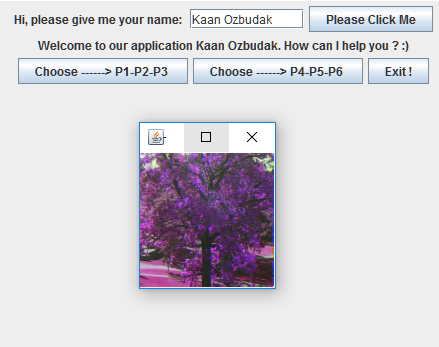 Hi, please give me your name: Kaan Ozbudak Please Click Me
Welcome to our application Kaan Ozbudak. How can I help you ? :)
Choose ------> P1-P2-P3 Choose ------> P4-P5-P6 Exit !